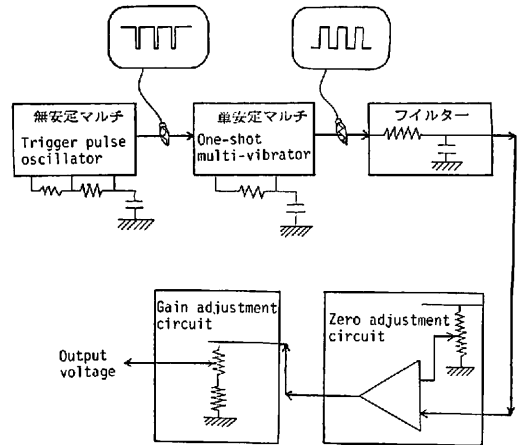 無安定マルチ
Trigger pulse
oscillator
単安定マルチ
One-shot
multi-vibrator
フイルター
Gain adjustment
circuit
Zero adjustment
circuit
Output
voltage